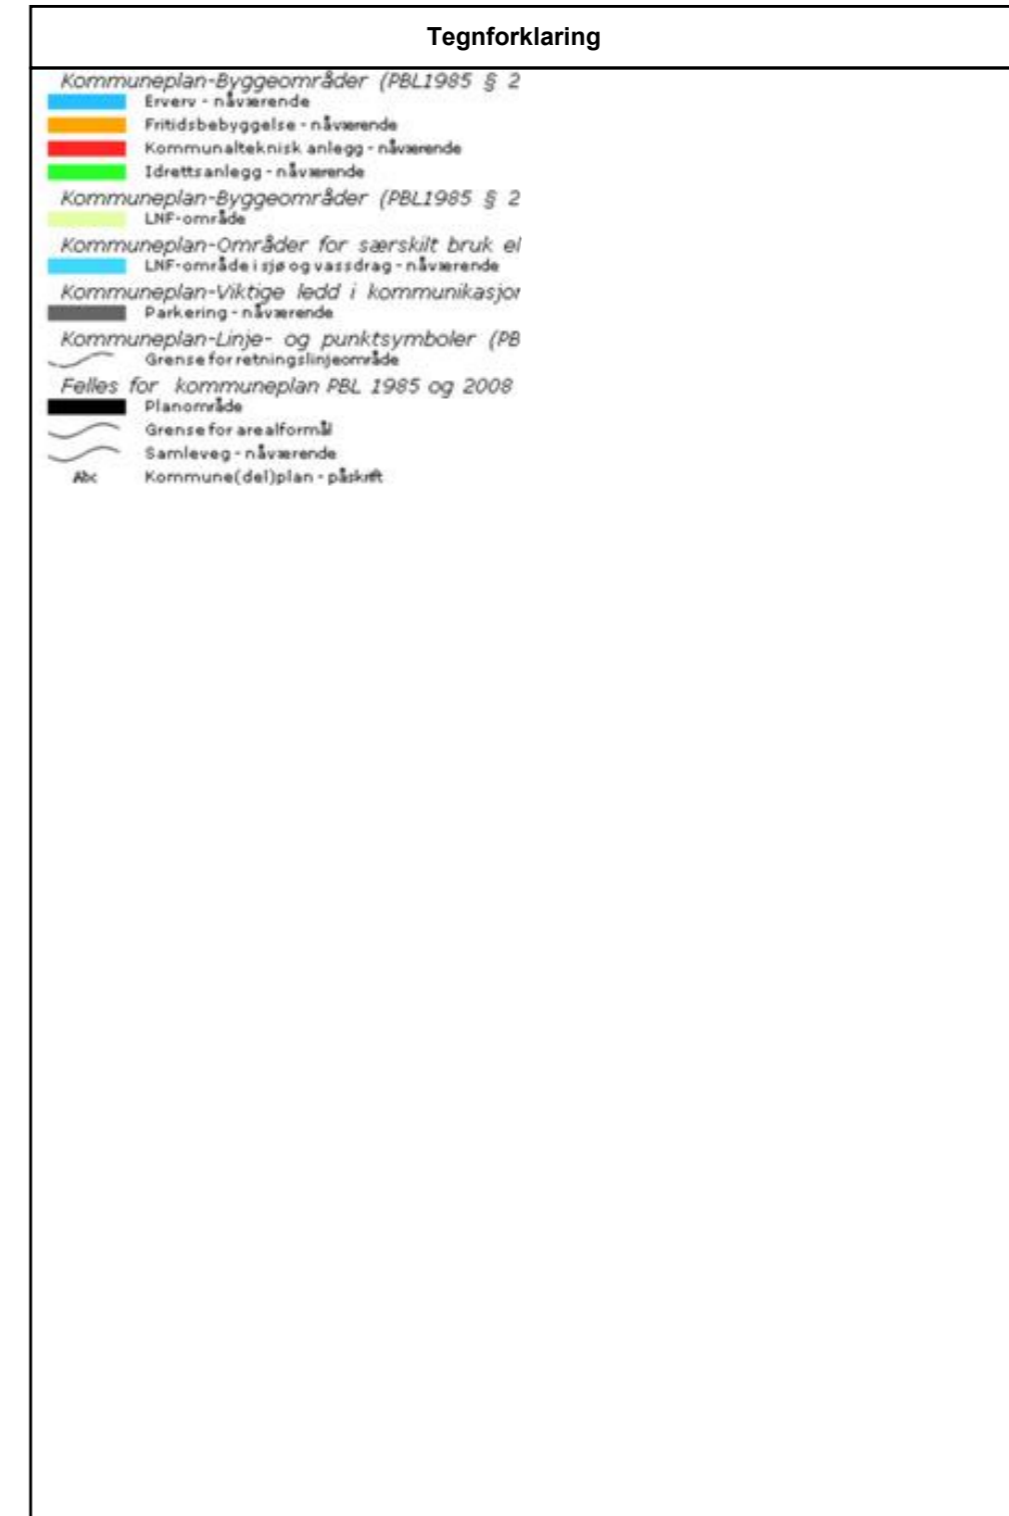 Tegnforklaring
Kommuneplan-Byggeområder (PBL1985 § 2
Erverv - nåværende
Fritidsbebyggelse - nåværende
Kommunalteknisk anlegg - nåværende
Idrettsanlegg - nåværende
Kommuneplan-Byggeområder (PBL1985 § 2
LNF-område
Kommuneplan-Områder for særskilt bruk el
LNF-område i sjø og vassdrag - nåværende
Kommuneplan-Viktige ledd i kommunikasjor
Parkering - nåværende
Kommuneplan-Linje- og punktsymboler (PB
Grense for retningslinjeområde
Felles for kommuneplan PBL 1985 og 2008
Planområde
Grense for arealformål
Samleveg - nåværende
Abc Kommune(del)plan - påskrift